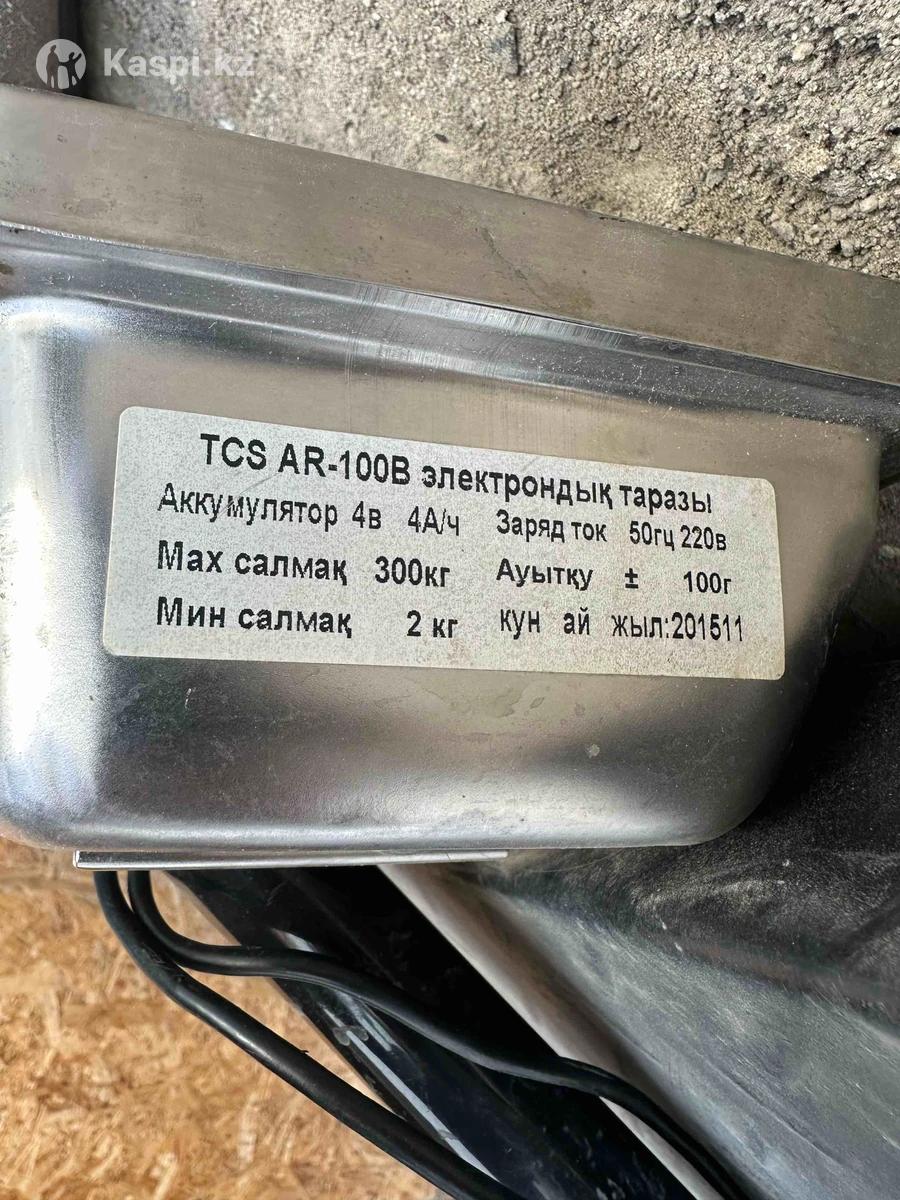 Kaspi.kz
TCS AR-100B электрондық таразы
Аккумулятор 4в 4А/ч Заряд ток 50гц 220в
Мах салмақ 300кг Ауытқу ± 100г
Мин салмақ 2 кг кун ай жыл:201511